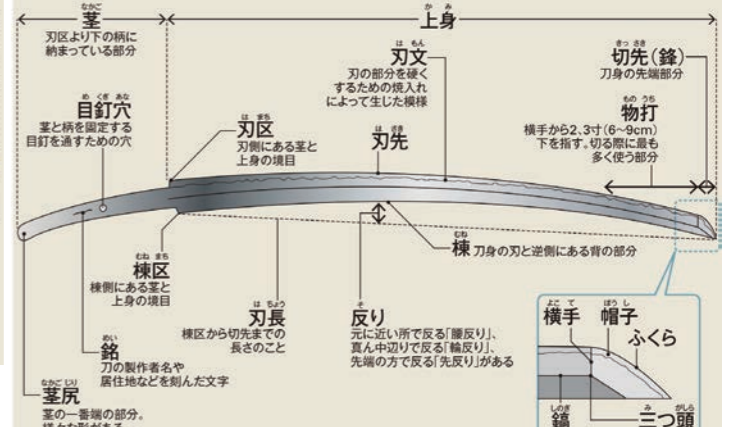 なかご
茎
刃区より下の柄に
納まっている部分
かみ
上身
きっさき
切先（鋒）
刀身の先端部分
はもん
刃文
刃の部分を硬く
するための焼入れ
によって生じた模様
ものうち
物打
横手から2、3寸（6〜9cm）
下を指す。切る際に最も
多く使う部分
めくぎあな
目釘穴
茎と柄を固定する
目釘を通すための穴
はまち
刃区
刃側にある茎と
上身の境目
はさき
刃先
むね
棟 刀身の刃と逆側にある背の部分
むねまち
棟区
棟側にある茎と
上身の境目
はちょう
刃長
棟区から切先までの
長さのこと
そ
反り
元に近い所で反る「腰反り」、
真ん中辺りで反る「輪反り」、
先端の方で反る「先反り」がある
めい
銘
刀の製作者名や
居住地などを刻んだ文字
なかごじり
茎尻
茎の一番端の部分。
様々な形がある
よこて
横手
ぼうし
帽子
ふくら
しのぎ
鎬
みつがしら
三つ頭